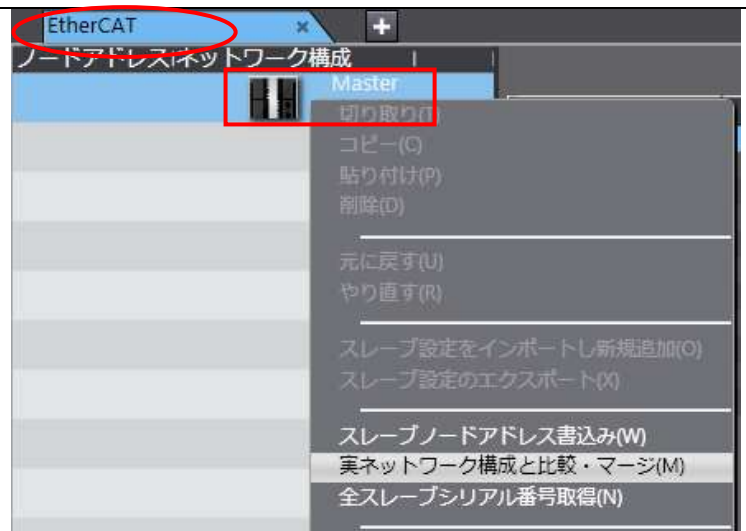 EtherCAT × +
ノードアドレス|ネットワーク構成
Master
切り取り(T)
コピー(C)
貼り付け(P)
削除(D)
元に戻す(U)
やり直す(R)
スレーブ設定をインポートし新規追加(O)
スレーブ設定のエクスポート(X)
スレーブノードアドレス書込み(W)
実ネットワーク構成と比較・マージ(M)
全スレーブシリアル番号取得(N)